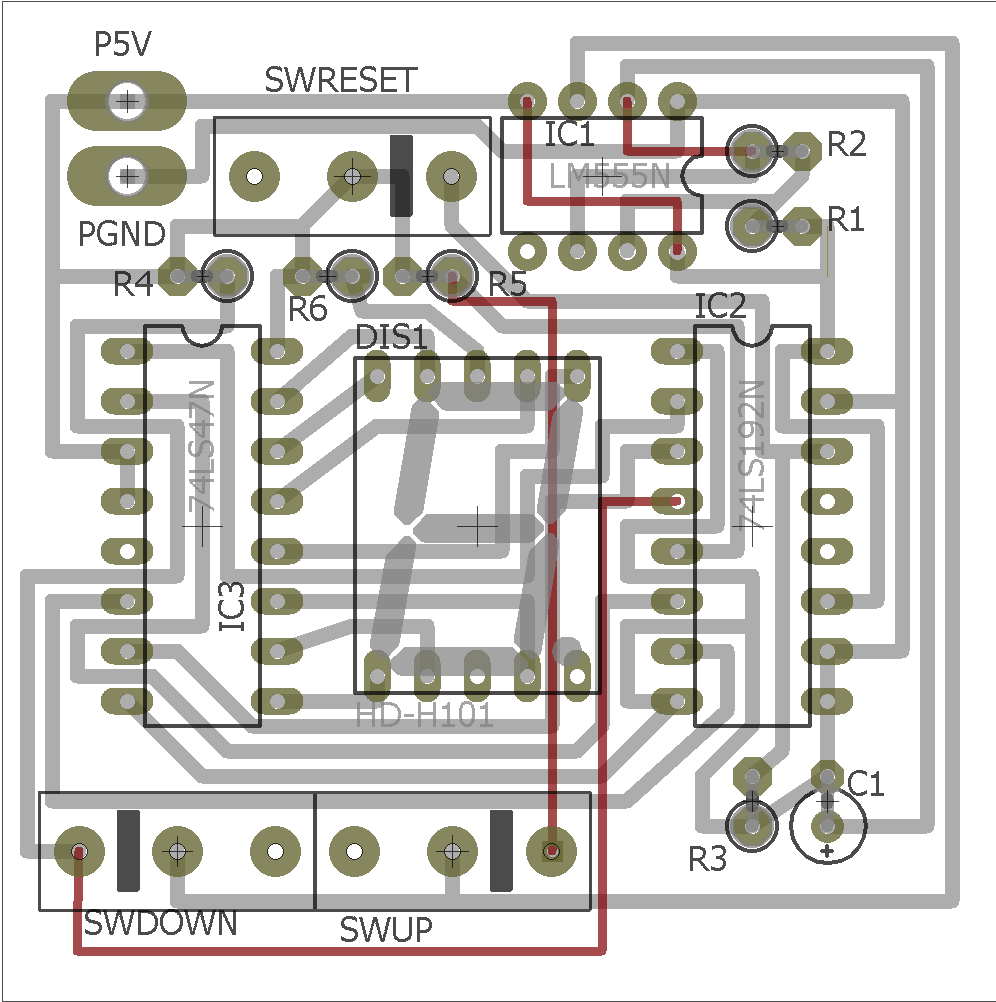 P5V
SWRESET
IC1
R2
LM555N
R1
PGND
R4
R6
R5
IC2
DIS1
74LS47N
74LS192N
IC3
HD-H101
C1
+
R3
SWDOWN
SWUP